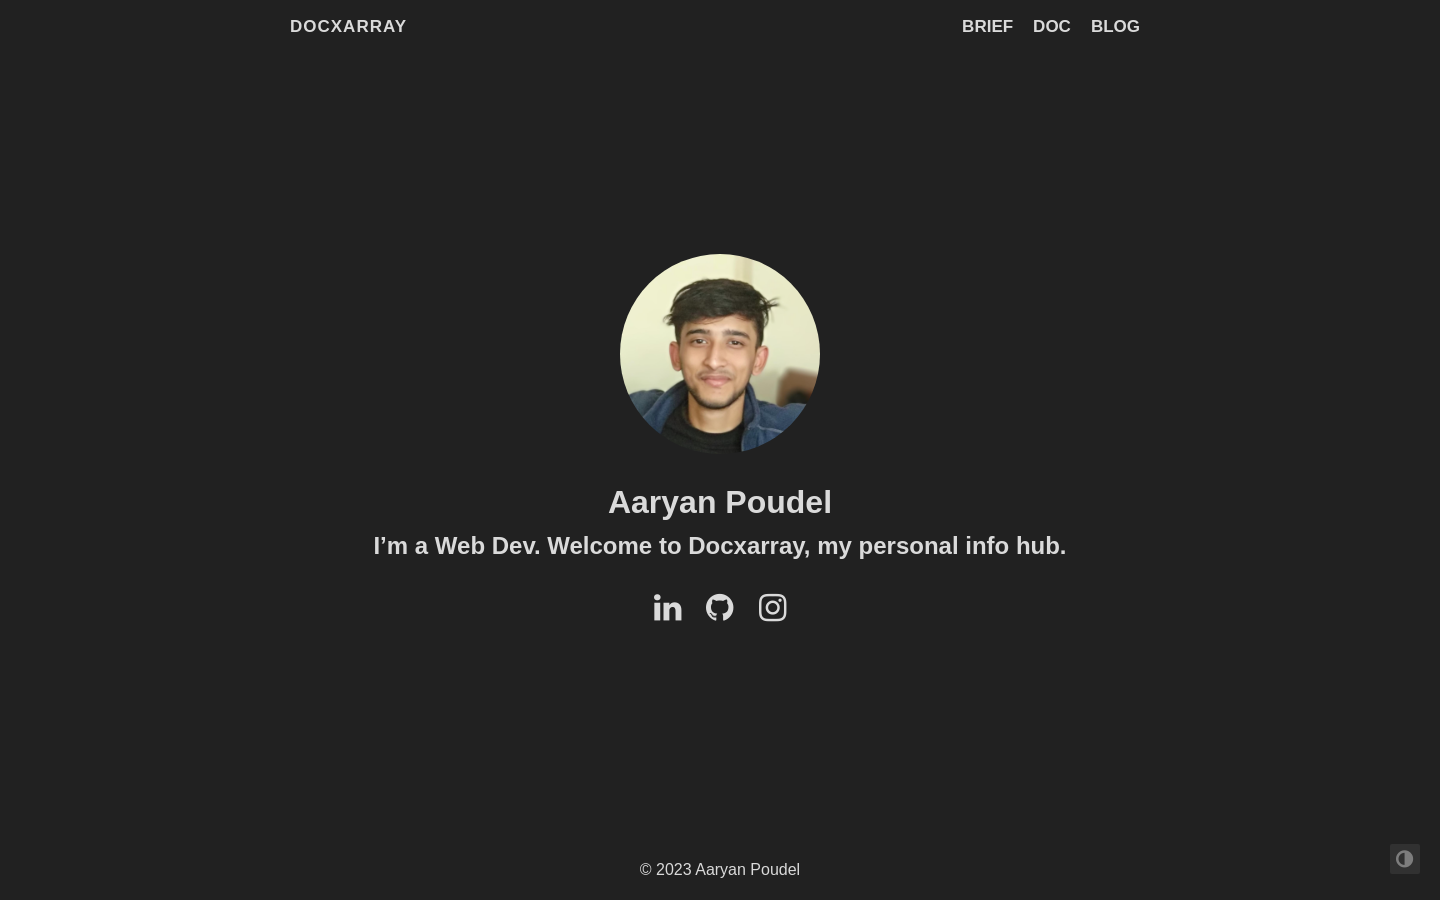 DOCXARRAY
BRIEF DOC BLOG
Aaryan Poudel
I’m a Web Dev. Welcome to Docxarray, my personal info hub.
© 2023 Aaryan Poudel